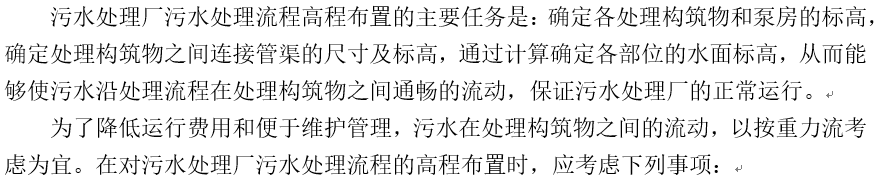 污水处理厂污水处理流程高程布置的主要任务是：确定各处理构筑物和泵房的标高，
确定处理构筑物之间连接管渠的尺寸及标高，通过计算确定各部位的水面标高，从而能
够使污水沿处理流程在处理构筑物之间通畅的流动，保证污水处理厂的正常运行。
为了降低运行费用和便于维护管理，污水在处理构筑物之间的流动，以按重力流考
虑为宜。在对污水处理厂污水处理流程的高程布置时，应考虑下列事项：